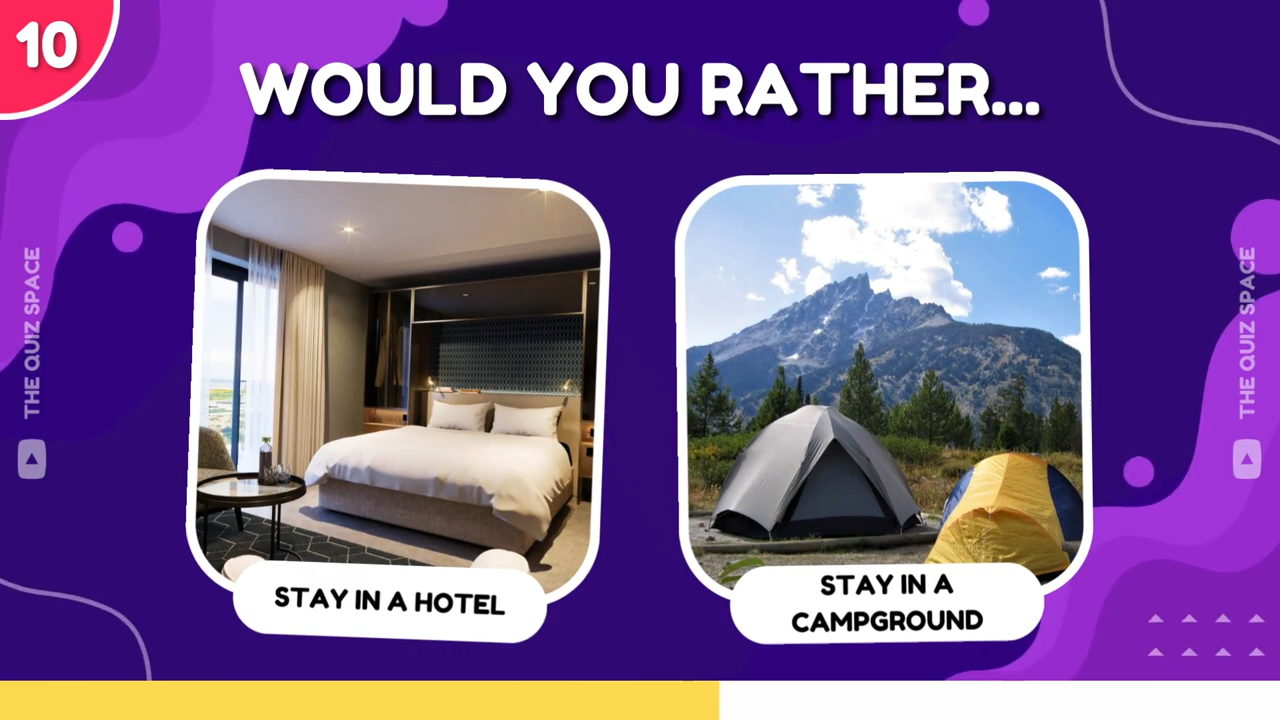 10
WOULD YOU RATHER...
THE QUIZ SPACE
THE QUIZ SPACE
STAY IN A HOTEL
STAY IN A
CAMPGROUND